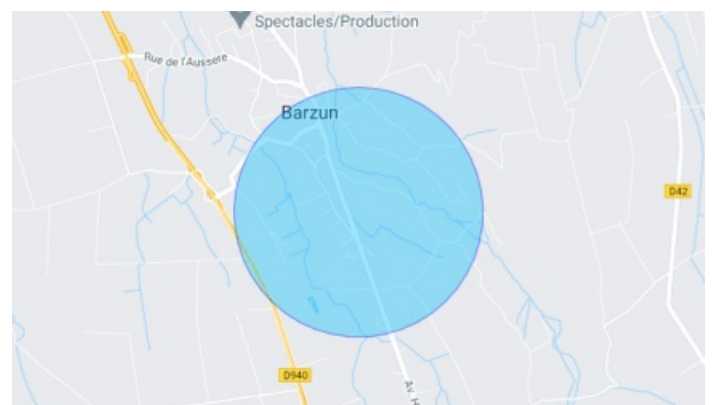 Spectacles/Production
Rue de l'Aussere
Barzun
D42
D940
Av. H